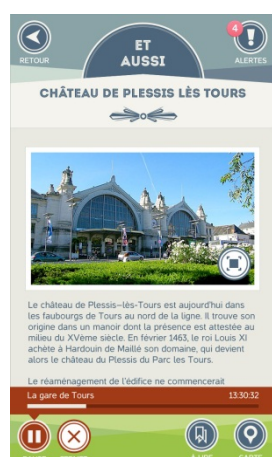 ET
AUSSI
4
RETOUR
ALERTES
CHÂTEAU DE PLESSIS LÈS TOURS
Le château de Plessis-lès-Tours est aujourd'hui dans
les faubourgs de Tours au nord de la ligne. Il trouve son
origine dans un manoir dont la présence est attestée au
milieu du XVème siècle. En février 1463, le roi Louis XI
achète à Hardouin de Maillé son domaine, qui devient
alors le château du Plessis du Parc les Tours.
Le réaménagement de l'édifice ne commencerait
La gare de Tours
13:30:32